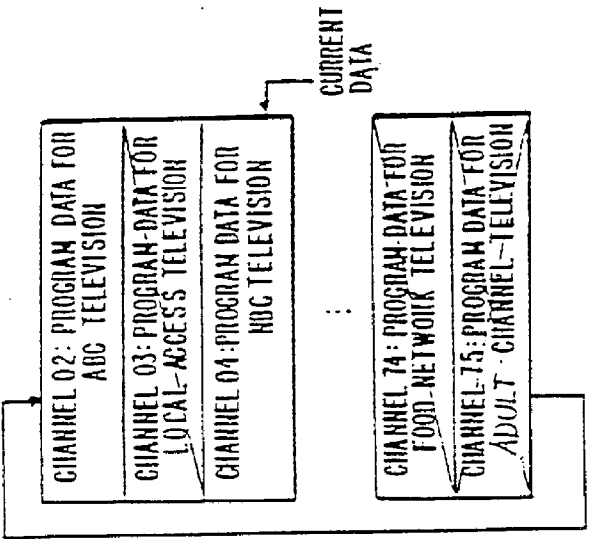 CHANNEL 02: PROGRAM DATA FOR
ABC TELEVISION
CHANNEL 03: PROGRAM-DATA FOR
LOCAL-ACCESS TELEVISION
CHANNEL 04:PROGRAM DATA FOR
NBC TELEVISION
CURRENT
DATA
CHANNEL 74: PROGRAM-DATA-FOR
FOOD-NETWORK TELEVISION
CHANNEL-75:PROGRAM DATA FOR
ADULT-CHANNEL-TELEVISION